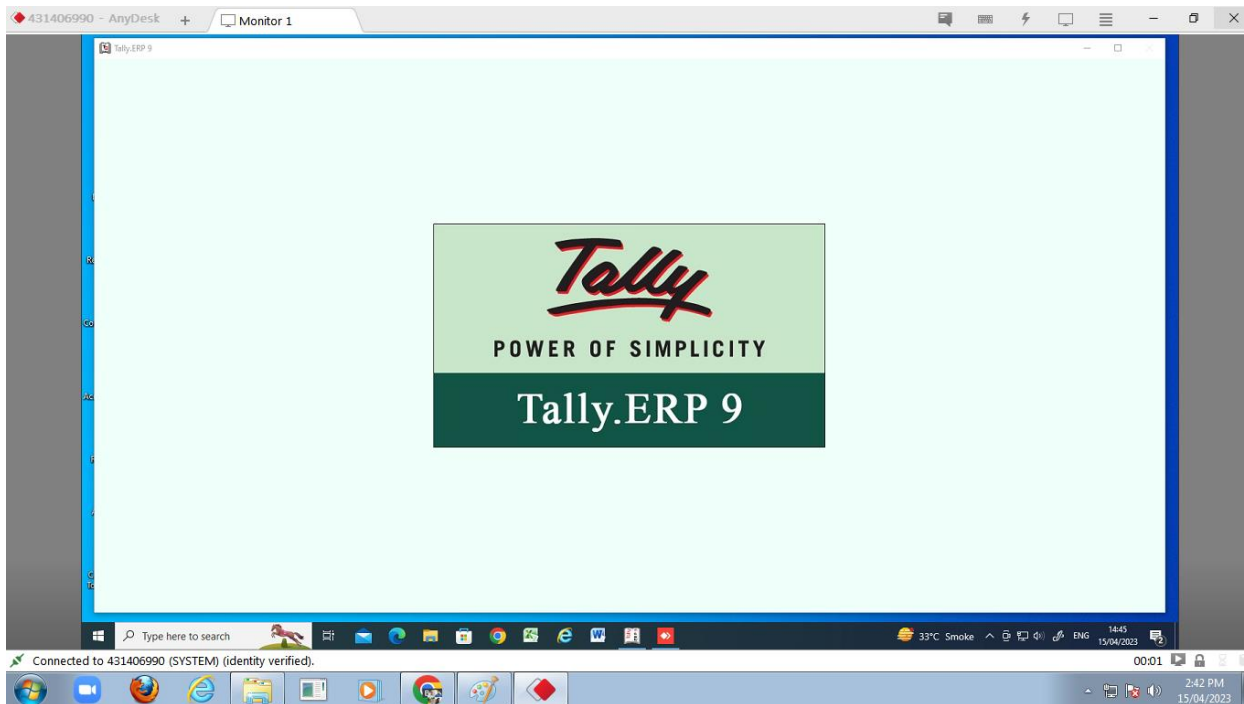 431406990 - AnyDesk
Monitor 1
Tally.ERP 9
Tally
POWER OF SIMPLICITY
Tally.ERP 9
Type here to search
33°C Smoke
ENG
14:45
15/04/2023
2
Connected to 431406990 (SYSTEM) (identity verified).
00:01
2:42 PM
15/04/2023